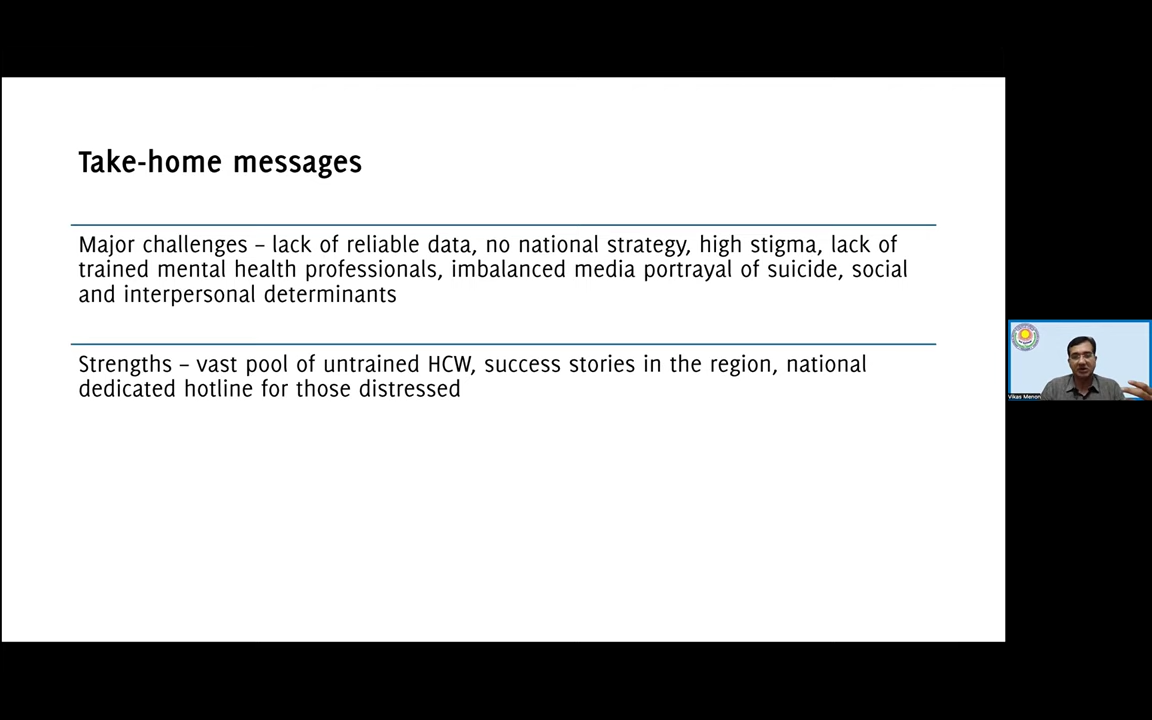 Take-home messages
Major challenges – lack of reliable data, no national strategy, high stigma, lack of
trained mental health professionals, imbalanced media portrayal of suicide, social
and interpersonal determinants
Strengths – vast pool of untrained HCW, success stories in the region, national
dedicated hotline for those distressed
Vikas Menon